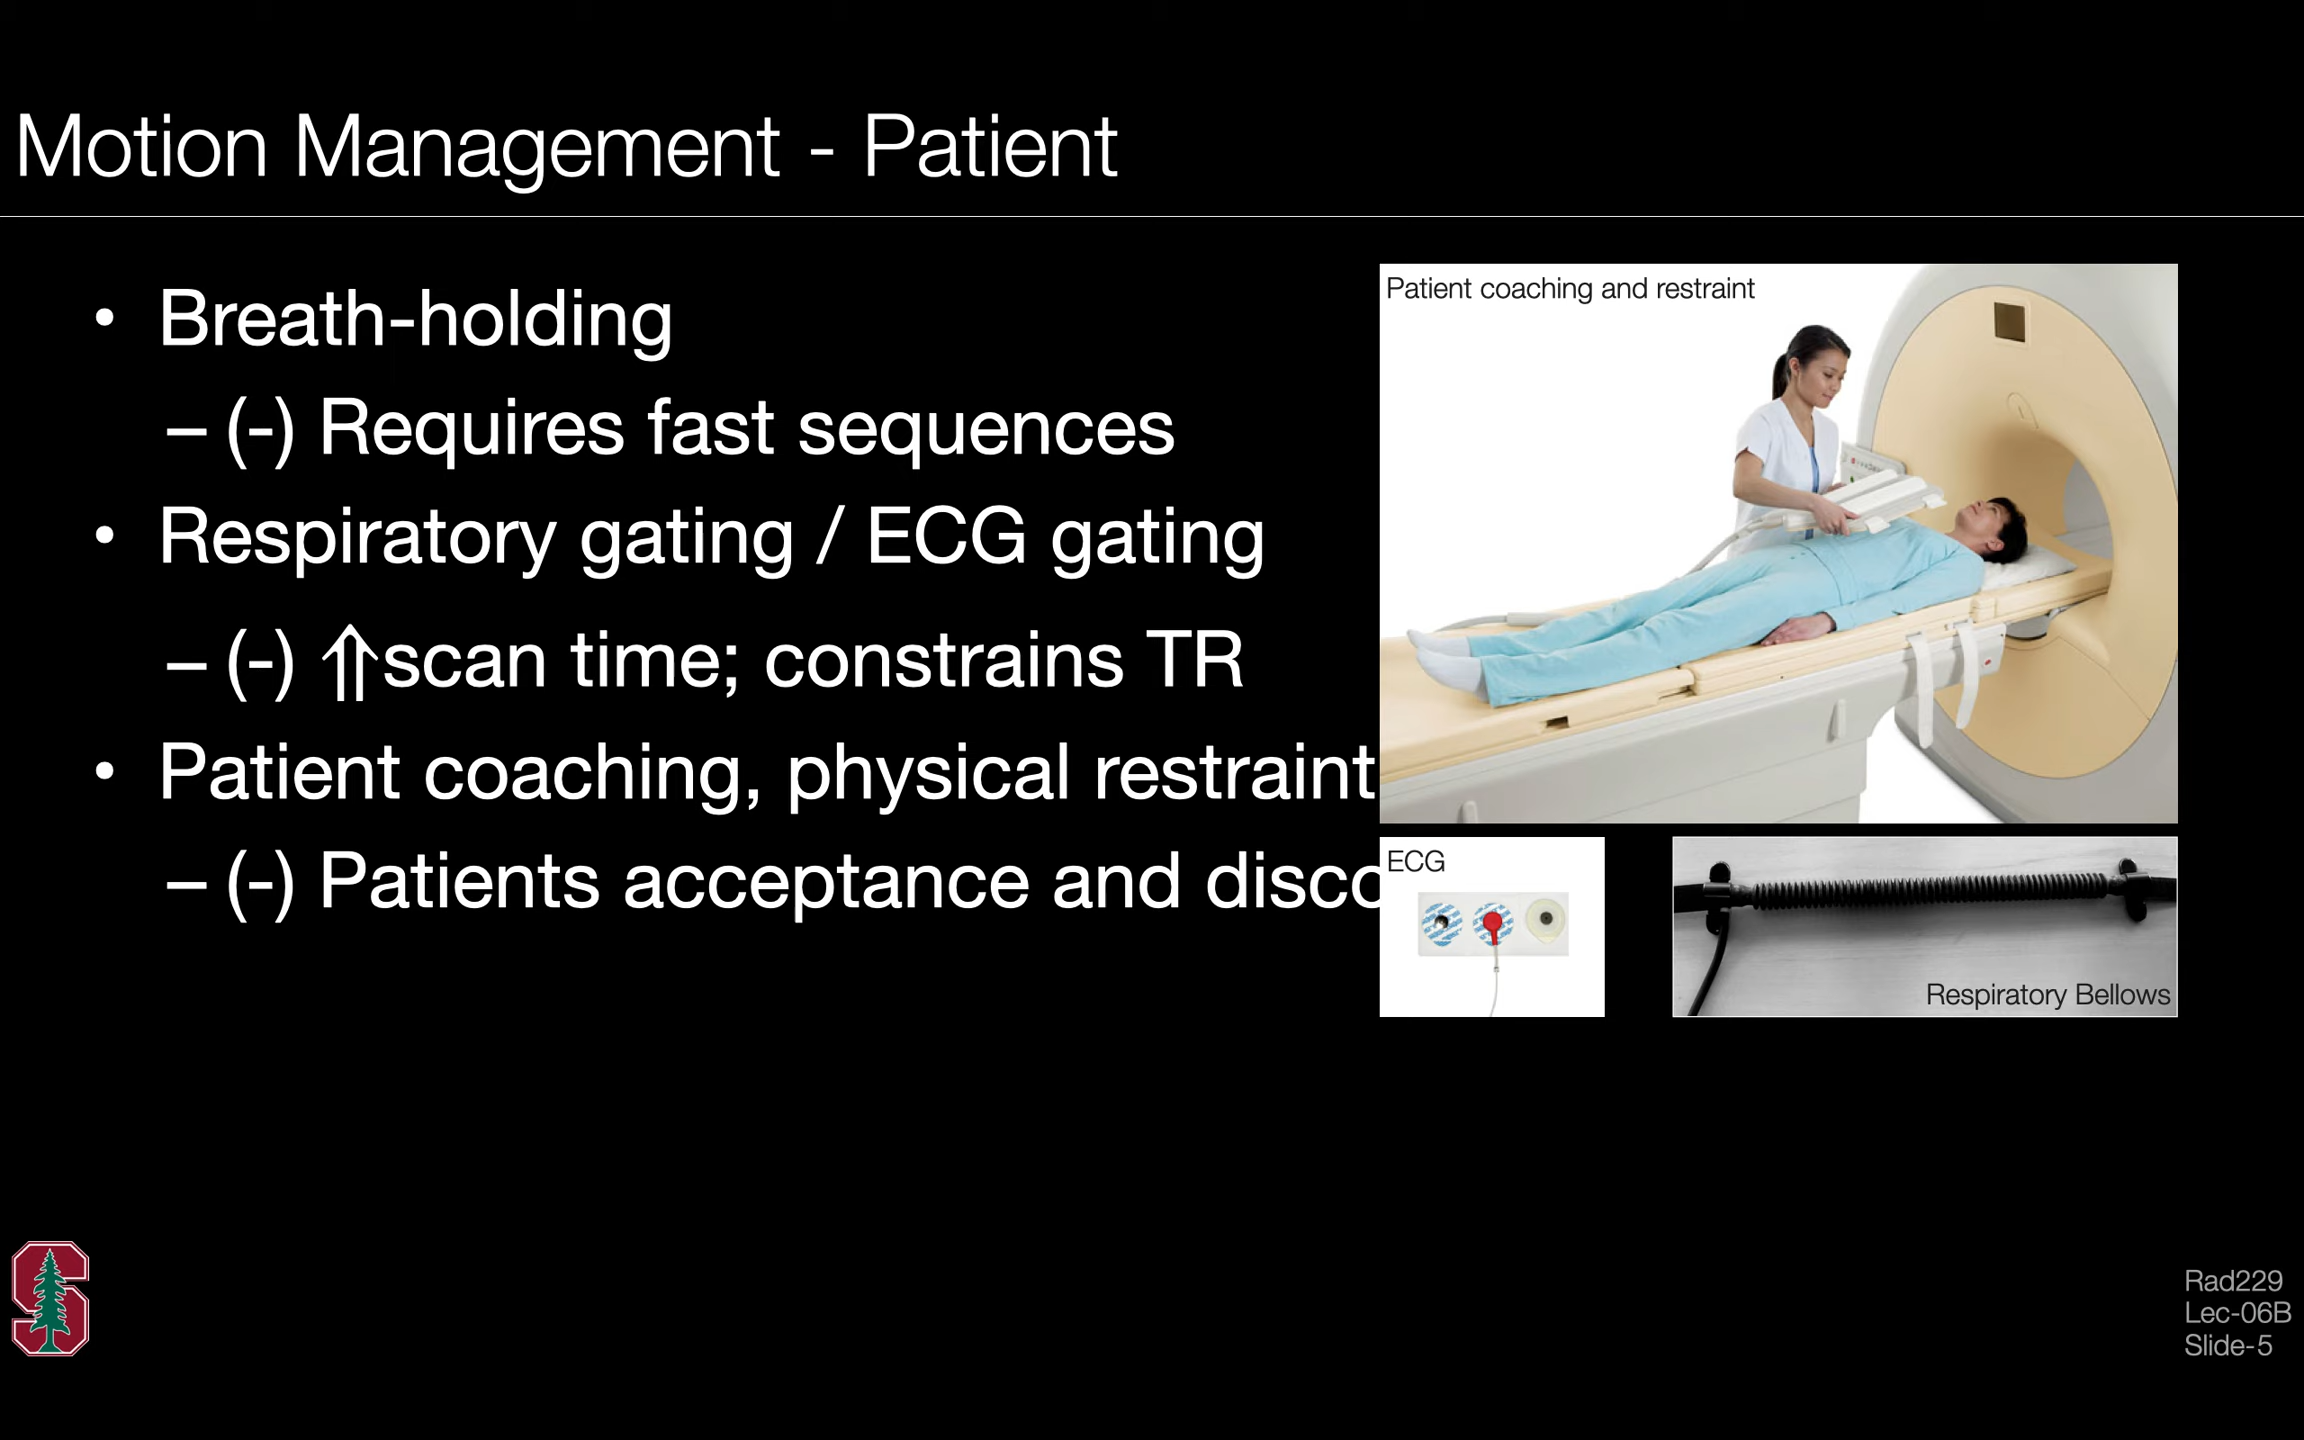 Motion Management - Patient
• Breath-holding
– (-) Requires fast sequences
• Respiratory gating / ECG gating
– (-) ⇑scan time; constrains TR
• Patient coaching, physical restraint
– (-) Patients acceptance and disco
Patient coaching and restraint
ECG
Respiratory Bellows
Rad229
Lec-06B
Slide-5